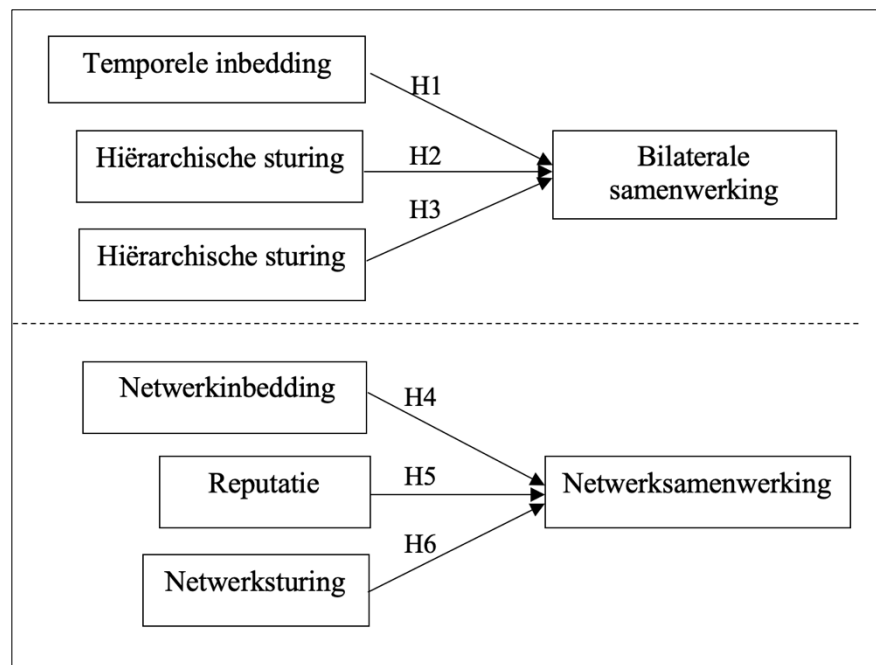 Temporele inbedding
H1
Hiërarchische sturing
H2
Bilaterale
samenwerking
H3
Hiërarchische sturing
Netwerkinbedding
H4
Reputatie
H5
Netwerksamenwerking
H6
Netwerksturing